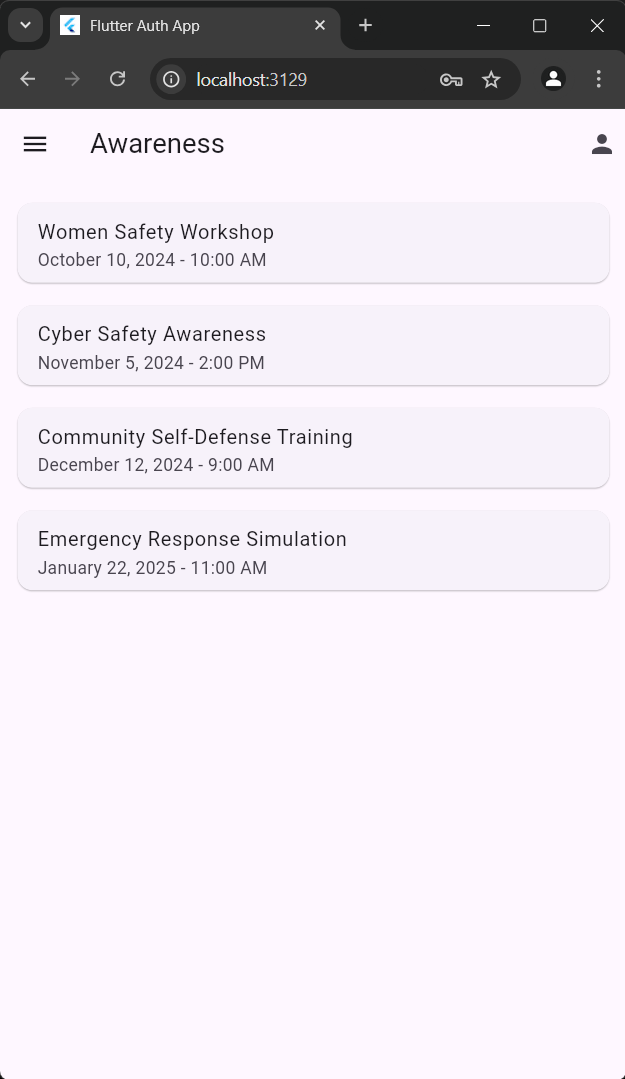 Flutter Auth App
localhost:3129
Awareness
Women Safety Workshop
October 10, 2024 - 10:00 AM
Cyber Safety Awareness
November 5, 2024 - 2:00 PM
Community Self-Defense Training
December 12, 2024 - 9:00 AM
Emergency Response Simulation
January 22, 2025 - 11:00 AM